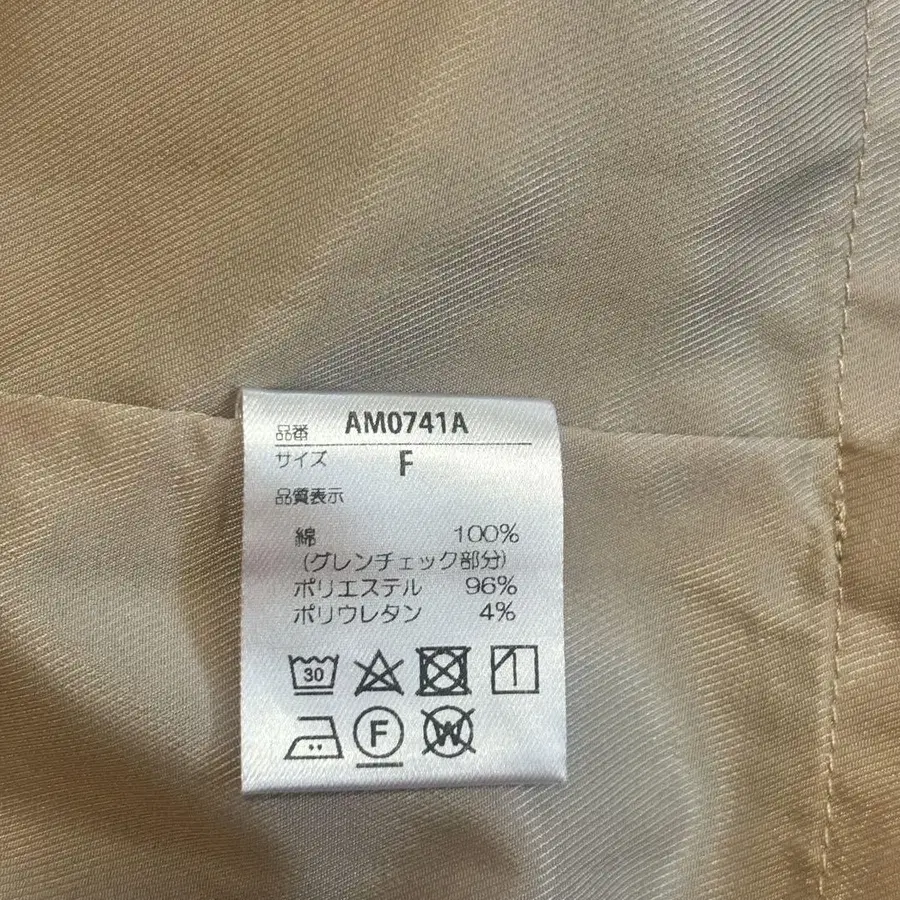 品番 AM0741A
サイズ F
品質表示
綿 100%
(グレンチェック部分)
ポリエステル 96%
ポリウレタン 4%
30
F W